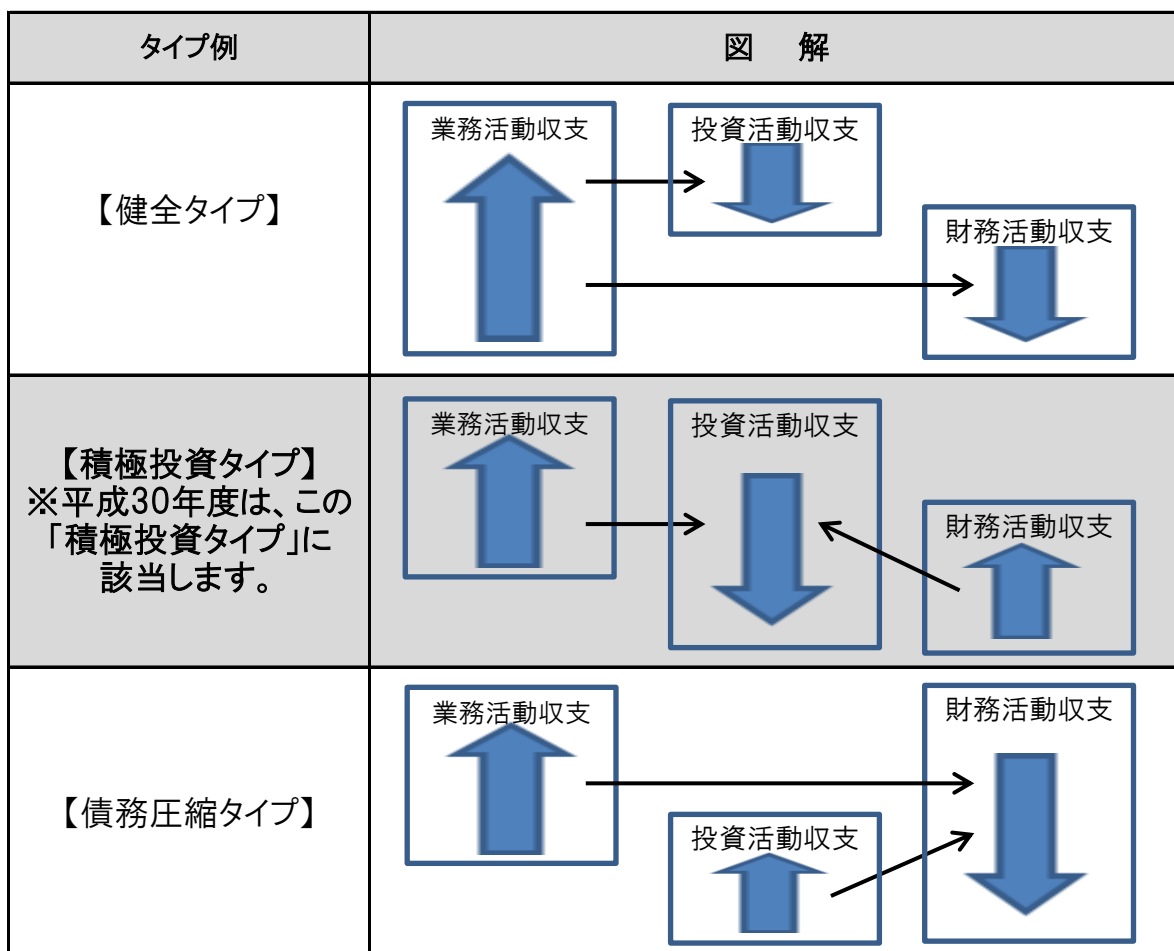 タイプ例
図 解
【健全タイプ】
業務活動収支
投資活動収支
財務活動収支
【積極投資タイプ】
※平成30年度は、この
「積極投資タイプ」に
該当します。
業務活動収支
投資活動収支
財務活動収支
【債務圧縮タイプ】
業務活動収支
投資活動収支
財務活動収支